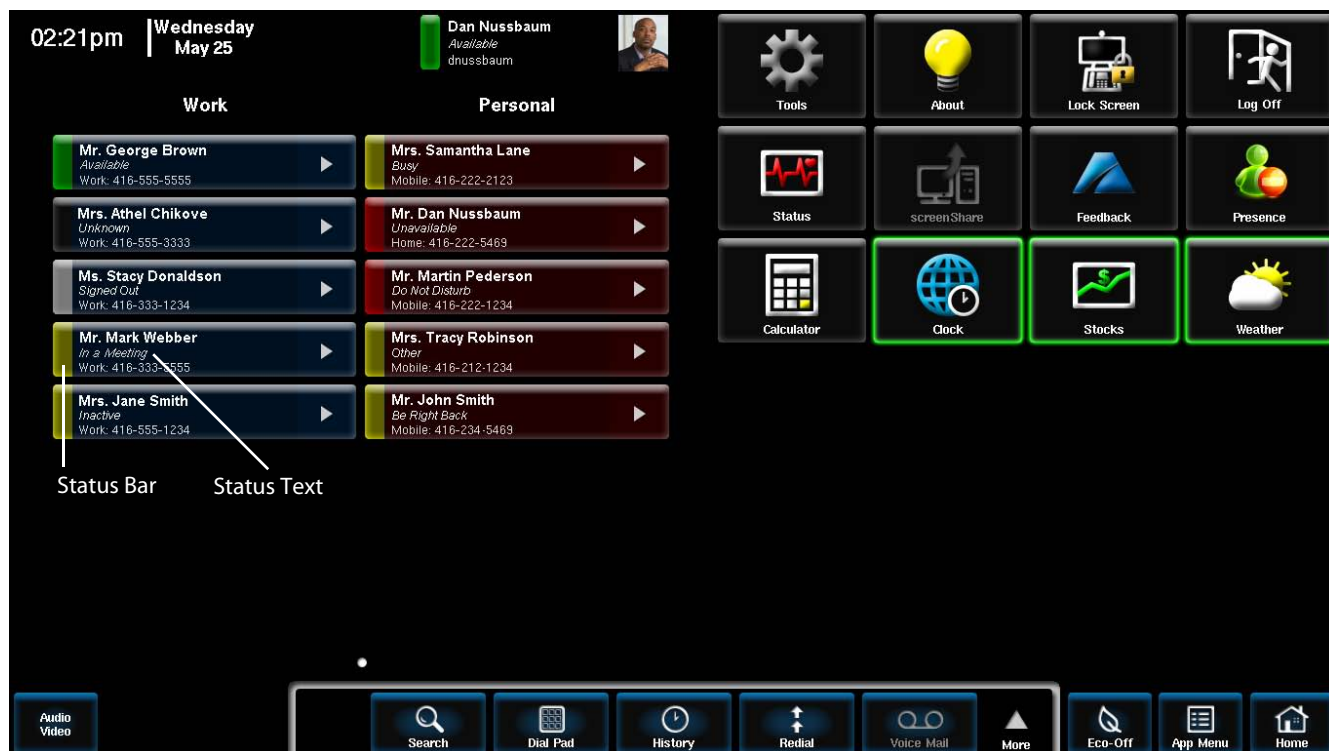 02:21pm
Wednesday
May 25
Dan Nussbaum
Available
dnussbaum
Work
Mr. George Brown
Available
Work: 416-555-5555
Mrs. Athel Chikove
Unknown
Work: 416-555-3333
Ms. Stacy Donaldson
Signed Out
Work: 416-333-1234
Mr. Mark Webber
In a Meeting
Work: 416-333-5555
Mrs. Jane Smith
Inactive
Work: 416-555-1234
Personal
Mrs. Samantha Lane
Busy
Mobile: 416-222-2123
Mr. Dan Nussbaum
Unavailable
Home: 416-222-5469
Mr. Martin Pederson
Do Not Disturb
Mobile: 416-222-1234
Mrs. Tracy Robinson
Other
Mobile: 416-212-1234
Mr. John Smith
Be Right Back
Mobile: 416-234-5469
Status Bar
Status Text
Tools
About
Lock Screen
Log Off
Status
screenShare
Feedback
Presence
Calculator
Clock
Stocks
Weather
Audio
Video
Search
Dial Pad
History
Redial
Voice Mail
More
Eco-Off
App Menu
Home